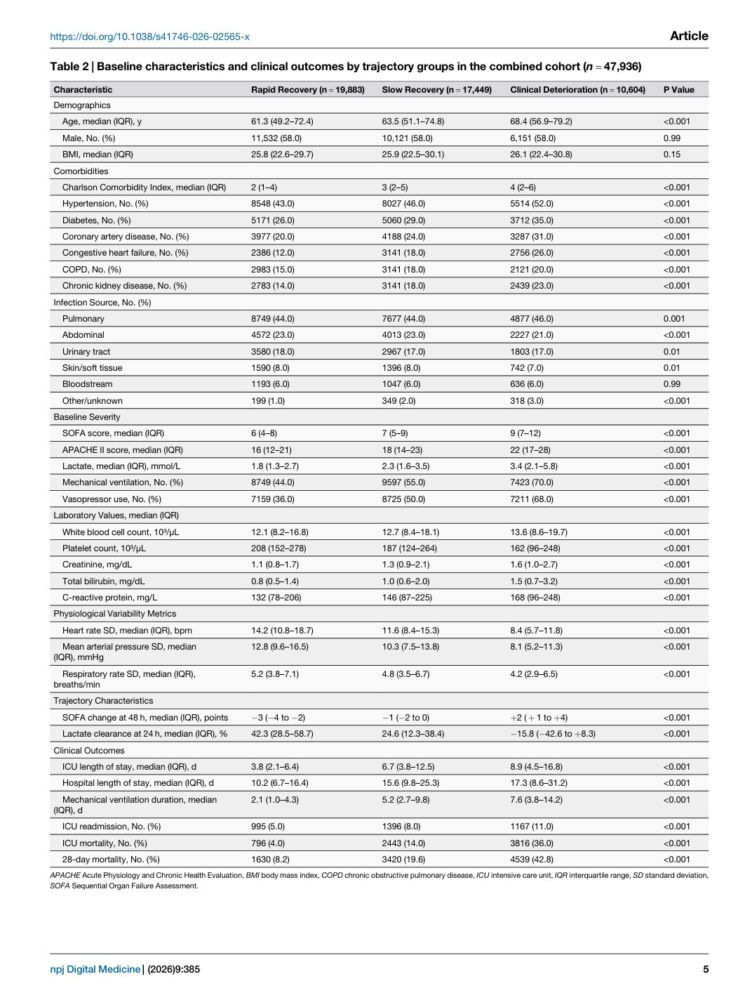 https://doi.org/10.1038/s41746-026-02565-x Article
Table 2 | Baseline characteristics and clinical outcomes by trajectory groups in the combined cohort (n = 47,936)
Characteristic Rapid Recovery (n = 19,883) Slow Recovery (n = 17,449) Clinical Deterioration (n = 10,604) P Value
Demographics
Age, median (IQR), y 61.3 (49.2–72.4) 63.5 (51.1–74.8) 68.4 (56.9–79.2) <0.001
Male, No. (%) 11,532 (58.0) 10,121 (58.0) 6,151 (58.0) 0.99
BMI, median (IQR) 25.8 (22.6–29.7) 25.9 (22.5–30.1) 26.1 (22.4–30.8) 0.15
Comorbidities
Charlson Comorbidity Index, median (IQR) 2 (1–4) 3 (2–5) 4 (2–6) <0.001
Hypertension, No. (%) 8548 (43.0) 8027 (46.0) 5514 (52.0) <0.001
Diabetes, No. (%) 5171 (26.0) 5060 (29.0) 3712 (35.0) <0.001
Coronary artery disease, No. (%) 3977 (20.0) 4188 (24.0) 3287 (31.0) <0.001
Congestive heart failure, No. (%) 2386 (12.0) 3141 (18.0) 2756 (26.0) <0.001
COPD, No. (%) 2983 (15.0) 3141 (18.0) 2121 (20.0) <0.001
Chronic kidney disease, No. (%) 2783 (14.0) 3141 (18.0) 2439 (23.0) <0.001
Infection Source, No. (%)
Pulmonary 8749 (44.0) 7677 (44.0) 4877 (46.0) 0.001
Abdominal 4572 (23.0) 4013 (23.0) 2227 (21.0) <0.001
Urinary tract 3580 (18.0) 2967 (17.0) 1803 (17.0) 0.01
Skin/soft tissue 1590 (8.0) 1396 (8.0) 742 (7.0) 0.01
Bloodstream 1193 (6.0) 1047 (6.0) 636 (6.0) 0.99
Other/unknown 199 (1.0) 349 (2.0) 318 (3.0) <0.001
Baseline Severity
SOFA score, median (IQR) 6 (4–8) 7 (5–9) 9 (7–12) <0.001
APACHE II score, median (IQR) 16 (12–21) 18 (14–23) 22 (17–28) <0.001
Lactate, median (IQR), mmol/L 1.8 (1.3–2.7) 2.3 (1.6–3.5) 3.4 (2.1–5.8) <0.001
Mechanical ventilation, No. (%) 8749 (44.0) 9597 (55.0) 7423 (70.0) <0.001
Vasopressor use, No. (%) 7159 (36.0) 8725 (50.0) 7211 (68.0) <0.001
Laboratory Values, median (IQR)
White blood cell count, 10³/μL 12.1 (8.2–16.8) 12.7 (8.4–18.1) 13.6 (8.6–19.7) <0.001
Platelet count, 10³/μL 208 (152–278) 187 (124–264) 162 (96–248) <0.001
Creatinine, mg/dL 1.1 (0.8–1.7) 1.3 (0.9–2.1) 1.6 (1.0–2.7) <0.001
Total bilirubin, mg/dL 0.8 (0.5–1.4) 1.0 (0.6–2.0) 1.5 (0.7–3.2) <0.001
C-reactive protein, mg/L 132 (78–206) 146 (87–225) 168 (96–248) <0.001
Physiological Variability Metrics
Heart rate SD, median (IQR), bpm 14.2 (10.8–18.7) 11.6 (8.4–15.3) 8.4 (5.7–11.8) <0.001
Mean arterial pressure SD, median 12.8 (9.6–16.5) 10.3 (7.5–13.8) 8.1 (5.2–11.3) <0.001
(IQR), mmHg
Respiratory rate SD, median (IQR), 5.2 (3.8–7.1) 4.8 (3.5–6.7) 4.2 (2.9–6.5) <0.001
breaths/min
Trajectory Characteristics
SOFA change at 48 h, median (IQR), points −3 (−4 to −2) −1 (−2 to 0) +2 ( + 1 to +4) <0.001
Lactate clearance at 24 h, median (IQR), % 42.3 (28.5–58.7) 24.6 (12.3–38.4) −15.8 (−42.6 to +8.3) <0.001
Clinical Outcomes
ICU length of stay, median (IQR), d 3.8 (2.1–6.4) 6.7 (3.8–12.5) 8.9 (4.5–16.8) <0.001
Hospital length of stay, median (IQR), d 10.2 (6.7–16.4) 15.6 (9.8–25.3) 17.3 (8.6–31.2) <0.001
Mechanical ventilation duration, median 2.1 (1.0–4.3) 5.2 (2.7–9.8) 7.6 (3.8–14.2) <0.001
(IQR), d
ICU readmission, No. (%) 995 (5.0) 1396 (8.0) 1167 (11.0) <0.001
ICU mortality, No. (%) 796 (4.0) 2443 (14.0) 3816 (36.0) <0.001
28-day mortality, No. (%) 1630 (8.2) 3420 (19.6) 4539 (42.8) <0.001
APACHE Acute Physiology and Chronic Health Evaluation, BMI body mass index, COPD chronic obstructive pulmonary disease, ICU intensive care unit, IQR interquartile range, SD standard deviation,
SOFA Sequential Organ Failure Assessment.
npj Digital Medicine | (2026)9:385 5